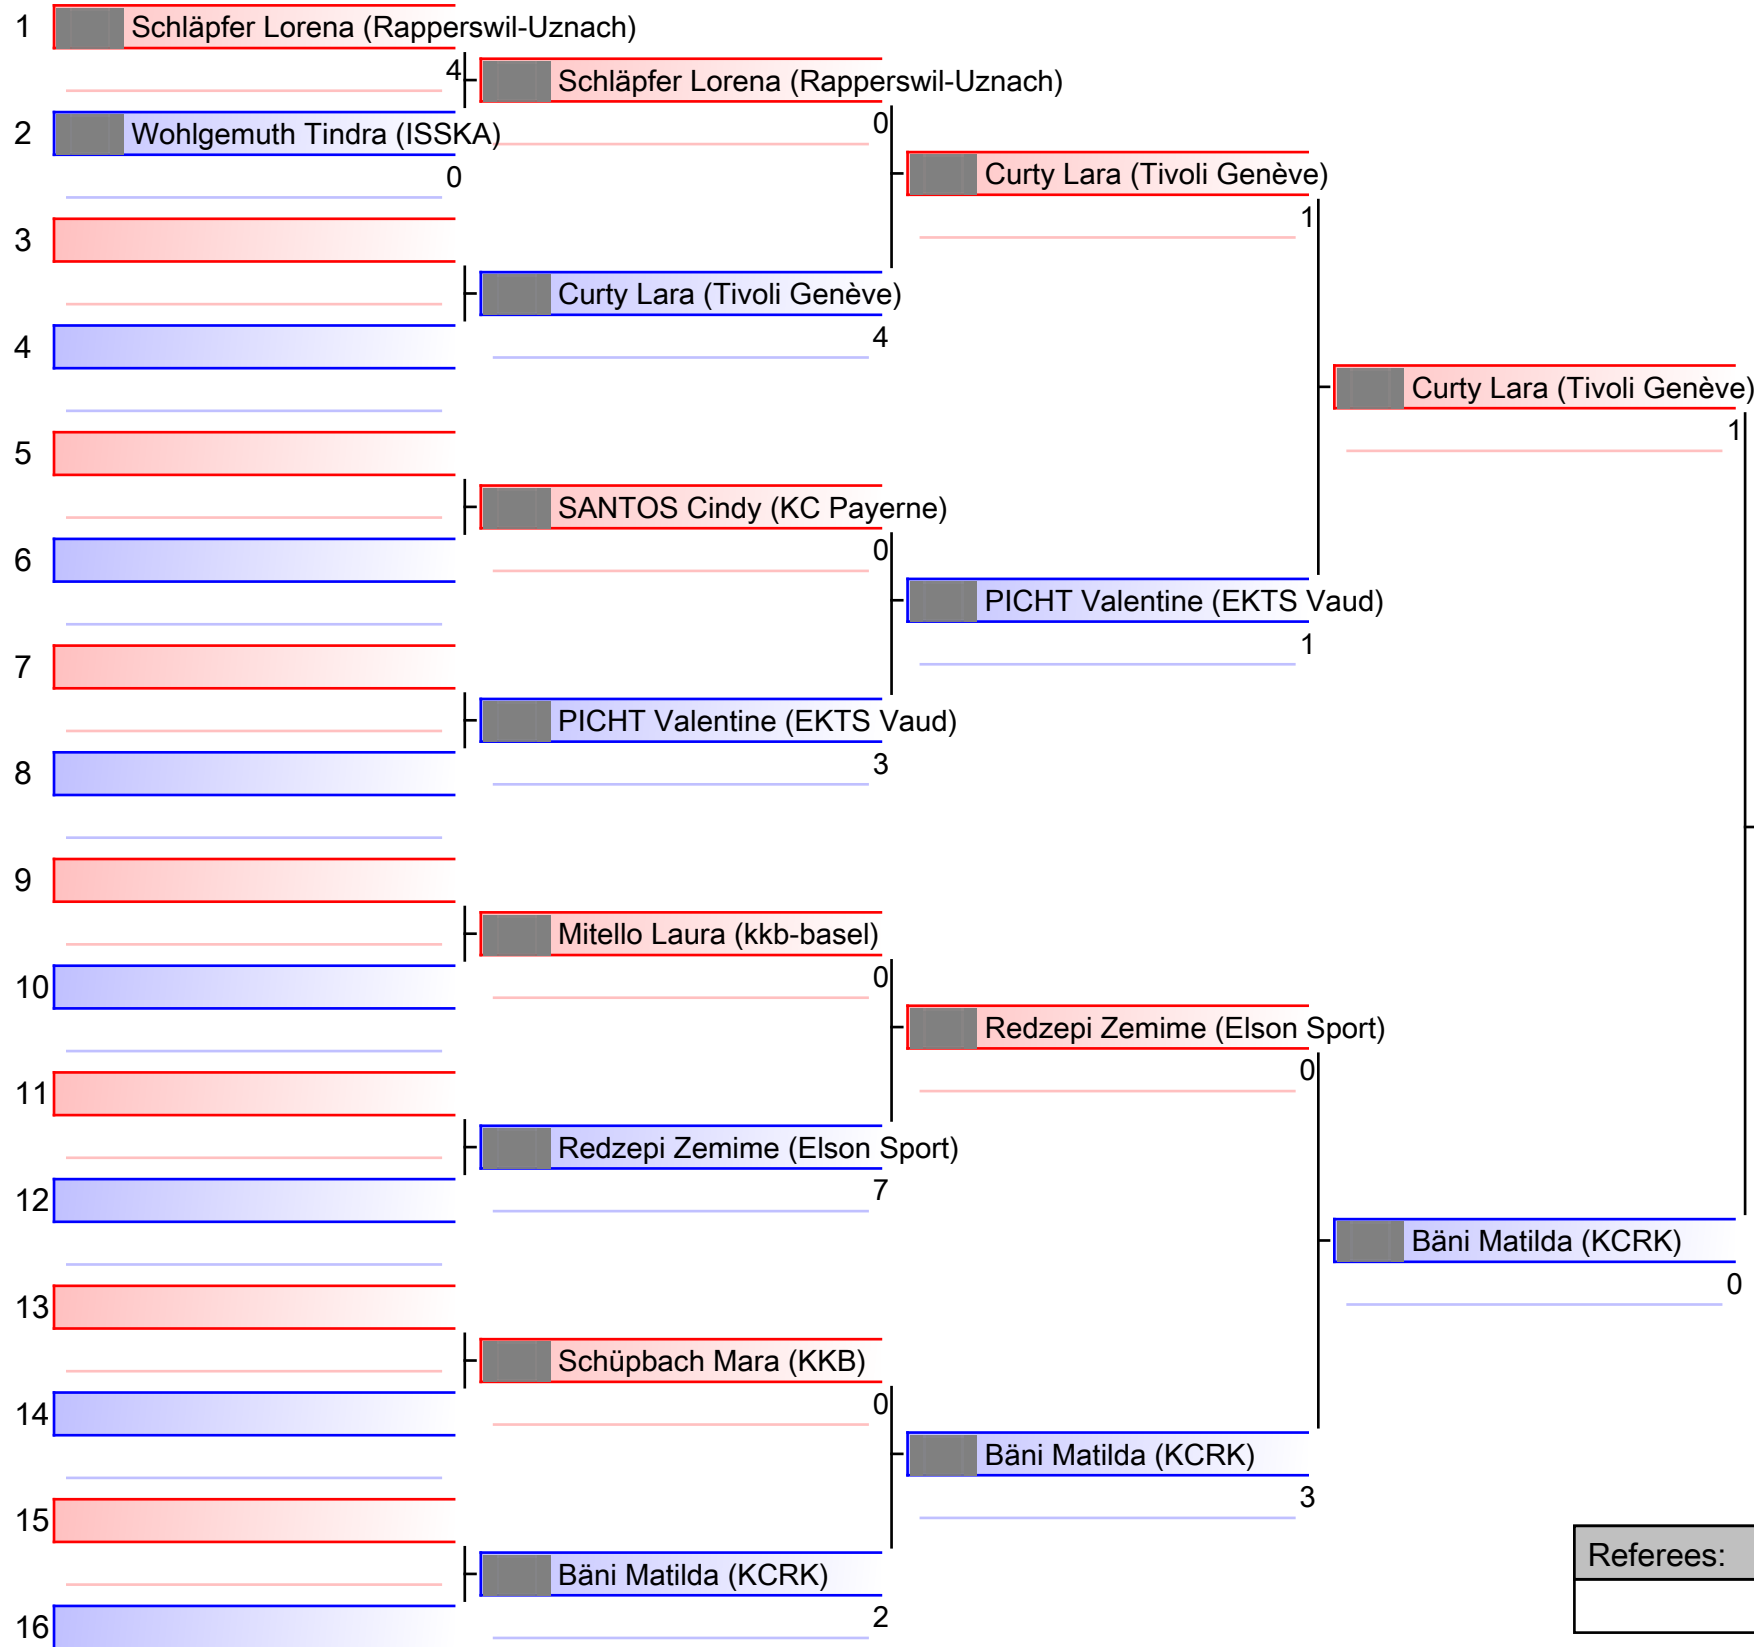 1 Schläpfer Lorena (Rapperswil-Uznach)
4 Schläpfer Lorena (Rapperswil-Uznach)
2 Wohlgemuth Tindra (ISSKA)
0
0
Curty Lara (Tivoli Genève)
1
3
Curty Lara (Tivoli Genève)
4
4
Curty Lara (Tivoli Genève)
1
5
SANTOS Cindy (KC Payerne)
0
6
PICHT Valentine (EKTS Vaud)
1
7
PICHT Valentine (EKTS Vaud)
3
8
9
Mitello Laura (kkb-basel)
0
10
Redzepi Zemime (Elson Sport)
0
11
Redzepi Zemime (Elson Sport)
7
12
Bäni Matilda (KCRK)
0
13
Schüpbach Mara (KKB)
0
14
Bäni Matilda (KCRK)
3
15
Bäni Matilda (KCRK)
2
16
Referees: